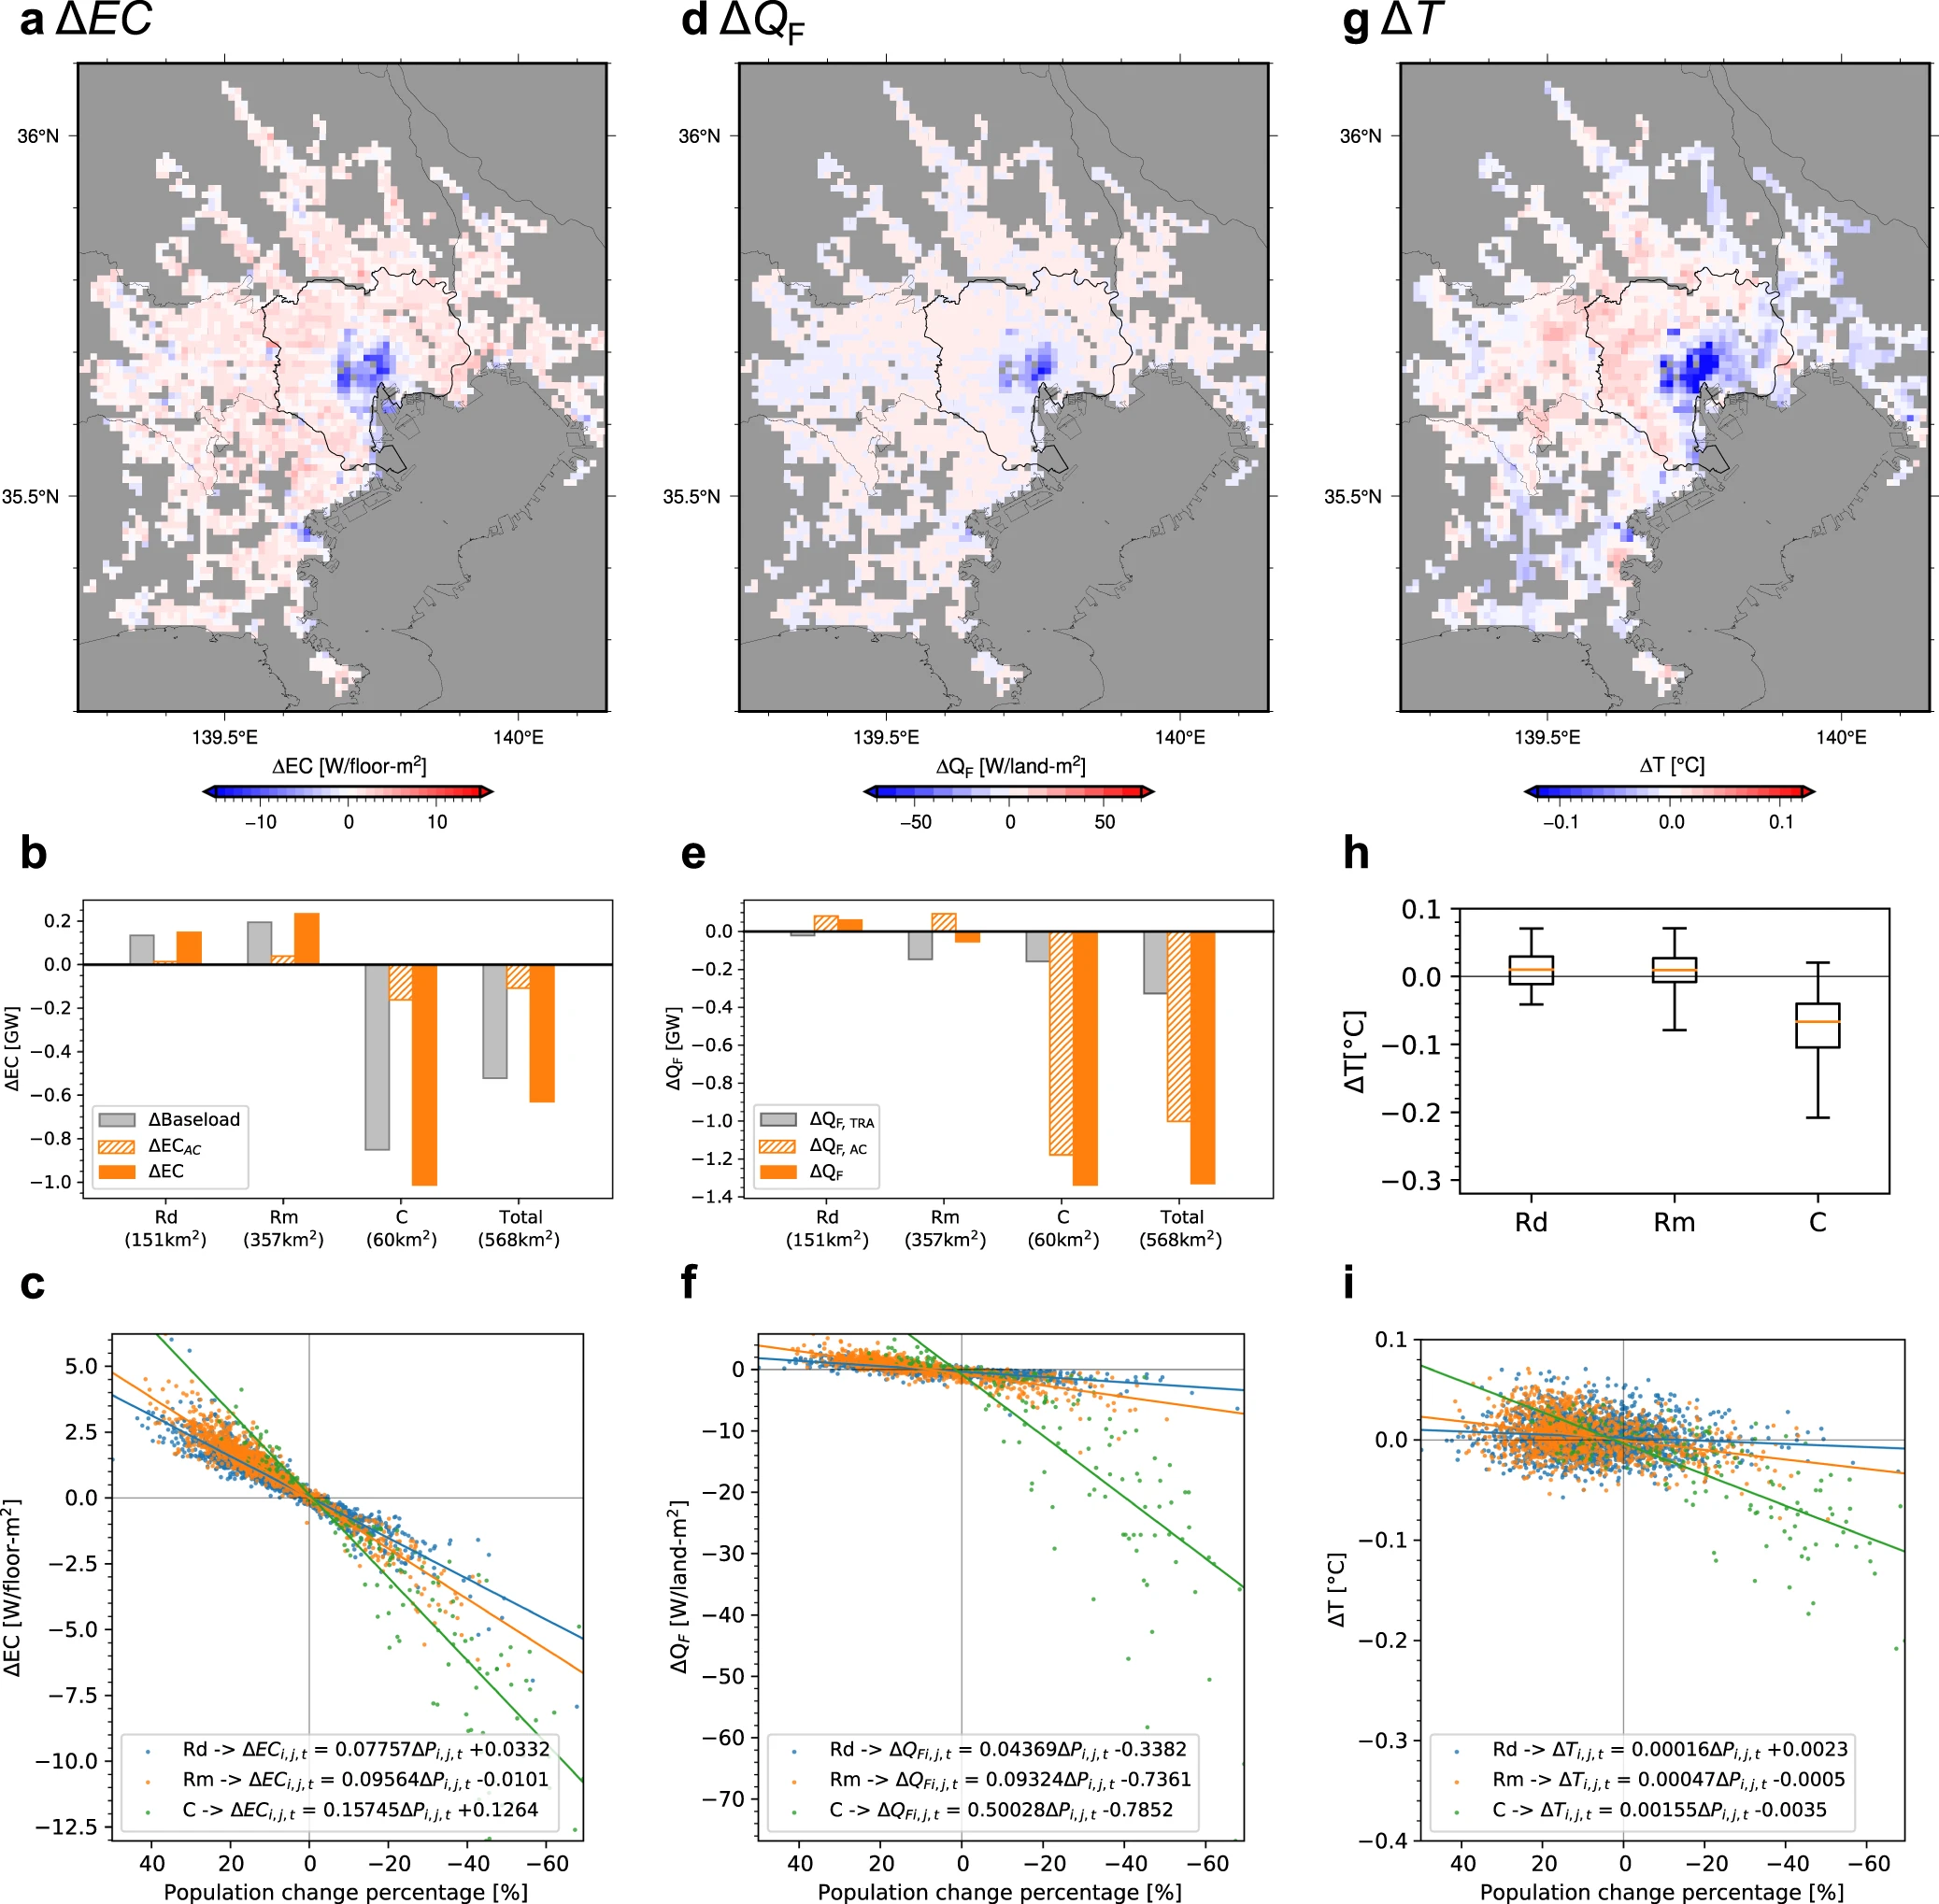 a ΔEC
d ΔQF
g ΔT
36°N
35.5°N
139.5°E 140°E
36°N
35.5°N
139.5°E 140°E
36°N
35.5°N
139.5°E 140°E
ΔEC [W/floor-m²]
−10 0 10
ΔQF [W/land-m²]
−50 0 50
ΔT [°C]
−0.1 0.0 0.1
b
ΔEC [GW]
0.2
0.0
−0.2
−0.4
−0.6
−0.8
−1.0
ΔBaseload
ΔECAC
ΔEC
Rd Rm C Total
(151km²) (357km²) (60km²) (568km²)
e
ΔQF [GW]
0.0
−0.2
−0.4
−0.6
−0.8
−1.0
−1.2
−1.4
ΔQF, TRA
ΔQF, AC
ΔQF
Rd Rm C Total
(151km²) (357km²) (60km²) (568km²)
h
ΔT[°C]
0.1
0.0
−0.1
−0.2
−0.3
Rd Rm C
c
ΔEC [W/floor-m²]
5.0
2.5
0.0
−2.5
−5.0
−7.5
−10.0
−12.5
Rd -> ΔECi,j,t = 0.07757ΔPi,j,t +0.0332
Rm -> ΔECi,j,t = 0.09564ΔPi,j,t -0.0101
C -> ΔECi,j,t = 0.15745ΔPi,j,t +0.1264
40 20 0 −20 −40 −60
Population change percentage [%]
f
ΔQF [W/land-m²]
0
−10
−20
−30
−40
−50
−60
−70
Rd -> ΔQFi,j,t = 0.04369ΔPi,j,t -0.3382
Rm -> ΔQFi,j,t = 0.09324ΔPi,j,t -0.7361
C -> ΔQFi,j,t = 0.50028ΔPi,j,t -0.7852
40 20 0 −20 −40 −60
Population change percentage [%]
i
ΔT [°C]
0.1
0.0
−0.1
−0.2
−0.3
−0.4
Rd -> ΔTi,j,t = 0.00016ΔPi,j,t +0.0023
Rm -> ΔTi,j,t = 0.00047ΔPi,j,t -0.0005
C -> ΔTi,j,t = 0.00155ΔPi,j,t -0.0035
40 20 0 −20 −40 −60
Population change percentage [%]